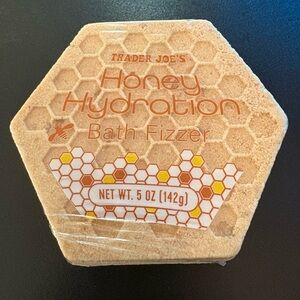 TRADER JOE'S
Honey
Hydration
Bath Fizzer
NET WT. 5 OZ (142g)